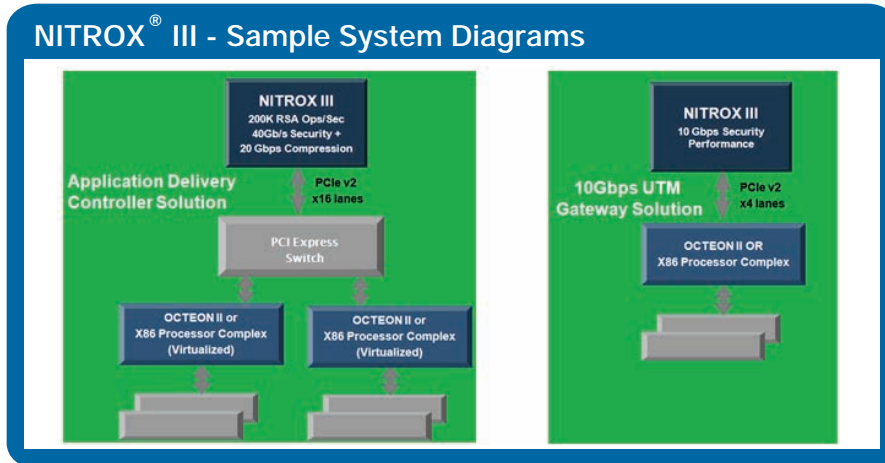 NITROX® III - Sample System Diagrams
NITROX III
200K RSA Ops/Sec
40Gb/s Security +
20 Gbps Compression
Application Delivery
Controller Solution
PCIe v2
x16 lanes
PCI Express
Switch
OCTEON II or
X86 Processor Complex
(Virtualized)
OCTEON II or
X86 Processor Complex
(Virtualized)
NITROX III
10 Gbps Security
Performance
10Gbps UTM
Gateway Solution
PCIe v2
x4 lanes
OCTEON II OR
X86 Processor Complex